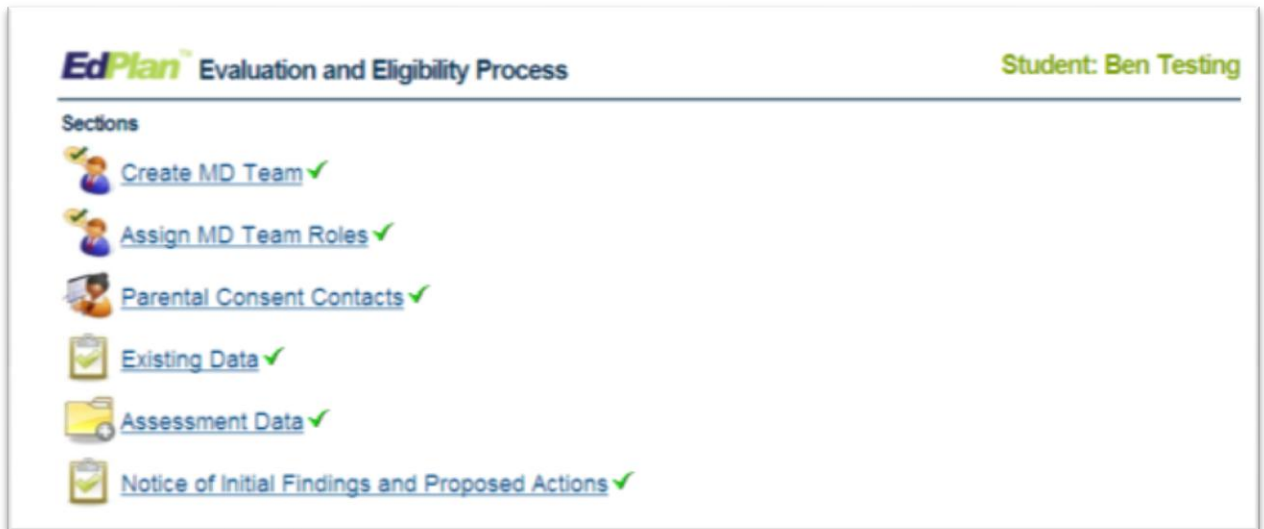 EdPlan™ Evaluation and Eligibility Process
Student: Ben Testing
Sections
Create MD Team
Assign MD Team Roles
Parental Consent Contacts
Existing Data
Assessment Data
Notice of Initial Findings and Proposed Actions